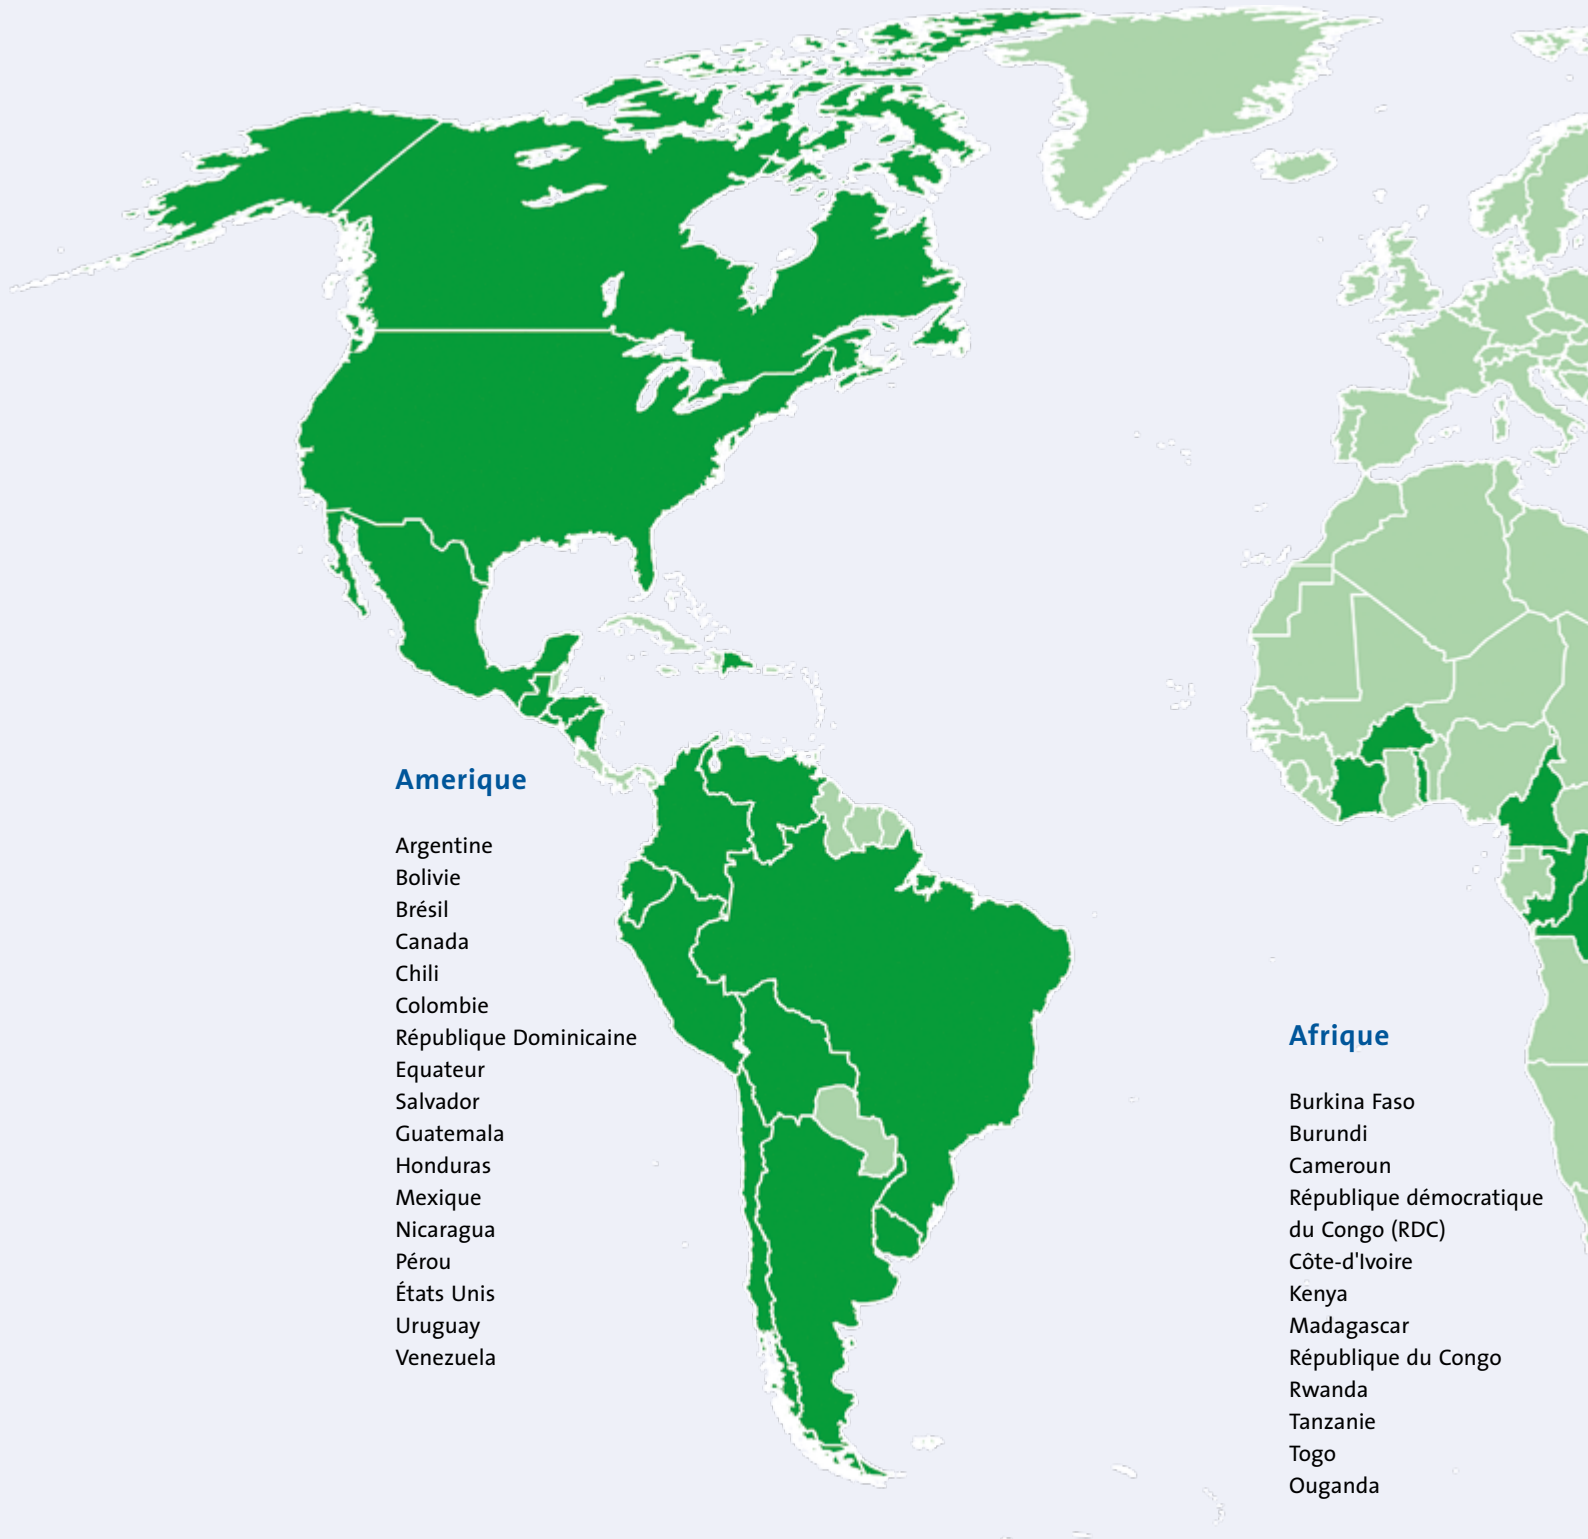 Amerique
Argentine
Bolivie
Brésil
Canada
Chili
Colombie
République Dominicaine
Equateur
Salvador
Guatemala
Honduras
Mexique
Nicaragua
Pérou
États Unis
Uruguay
Venezuela
Afrique
Burkina Faso
Burundi
Cameroun
République démocratique
du Congo (RDC)
Côte-d'Ivoire
Kenya
Madagascar
République du Congo
Rwanda
Tanzanie
Togo
Ouganda